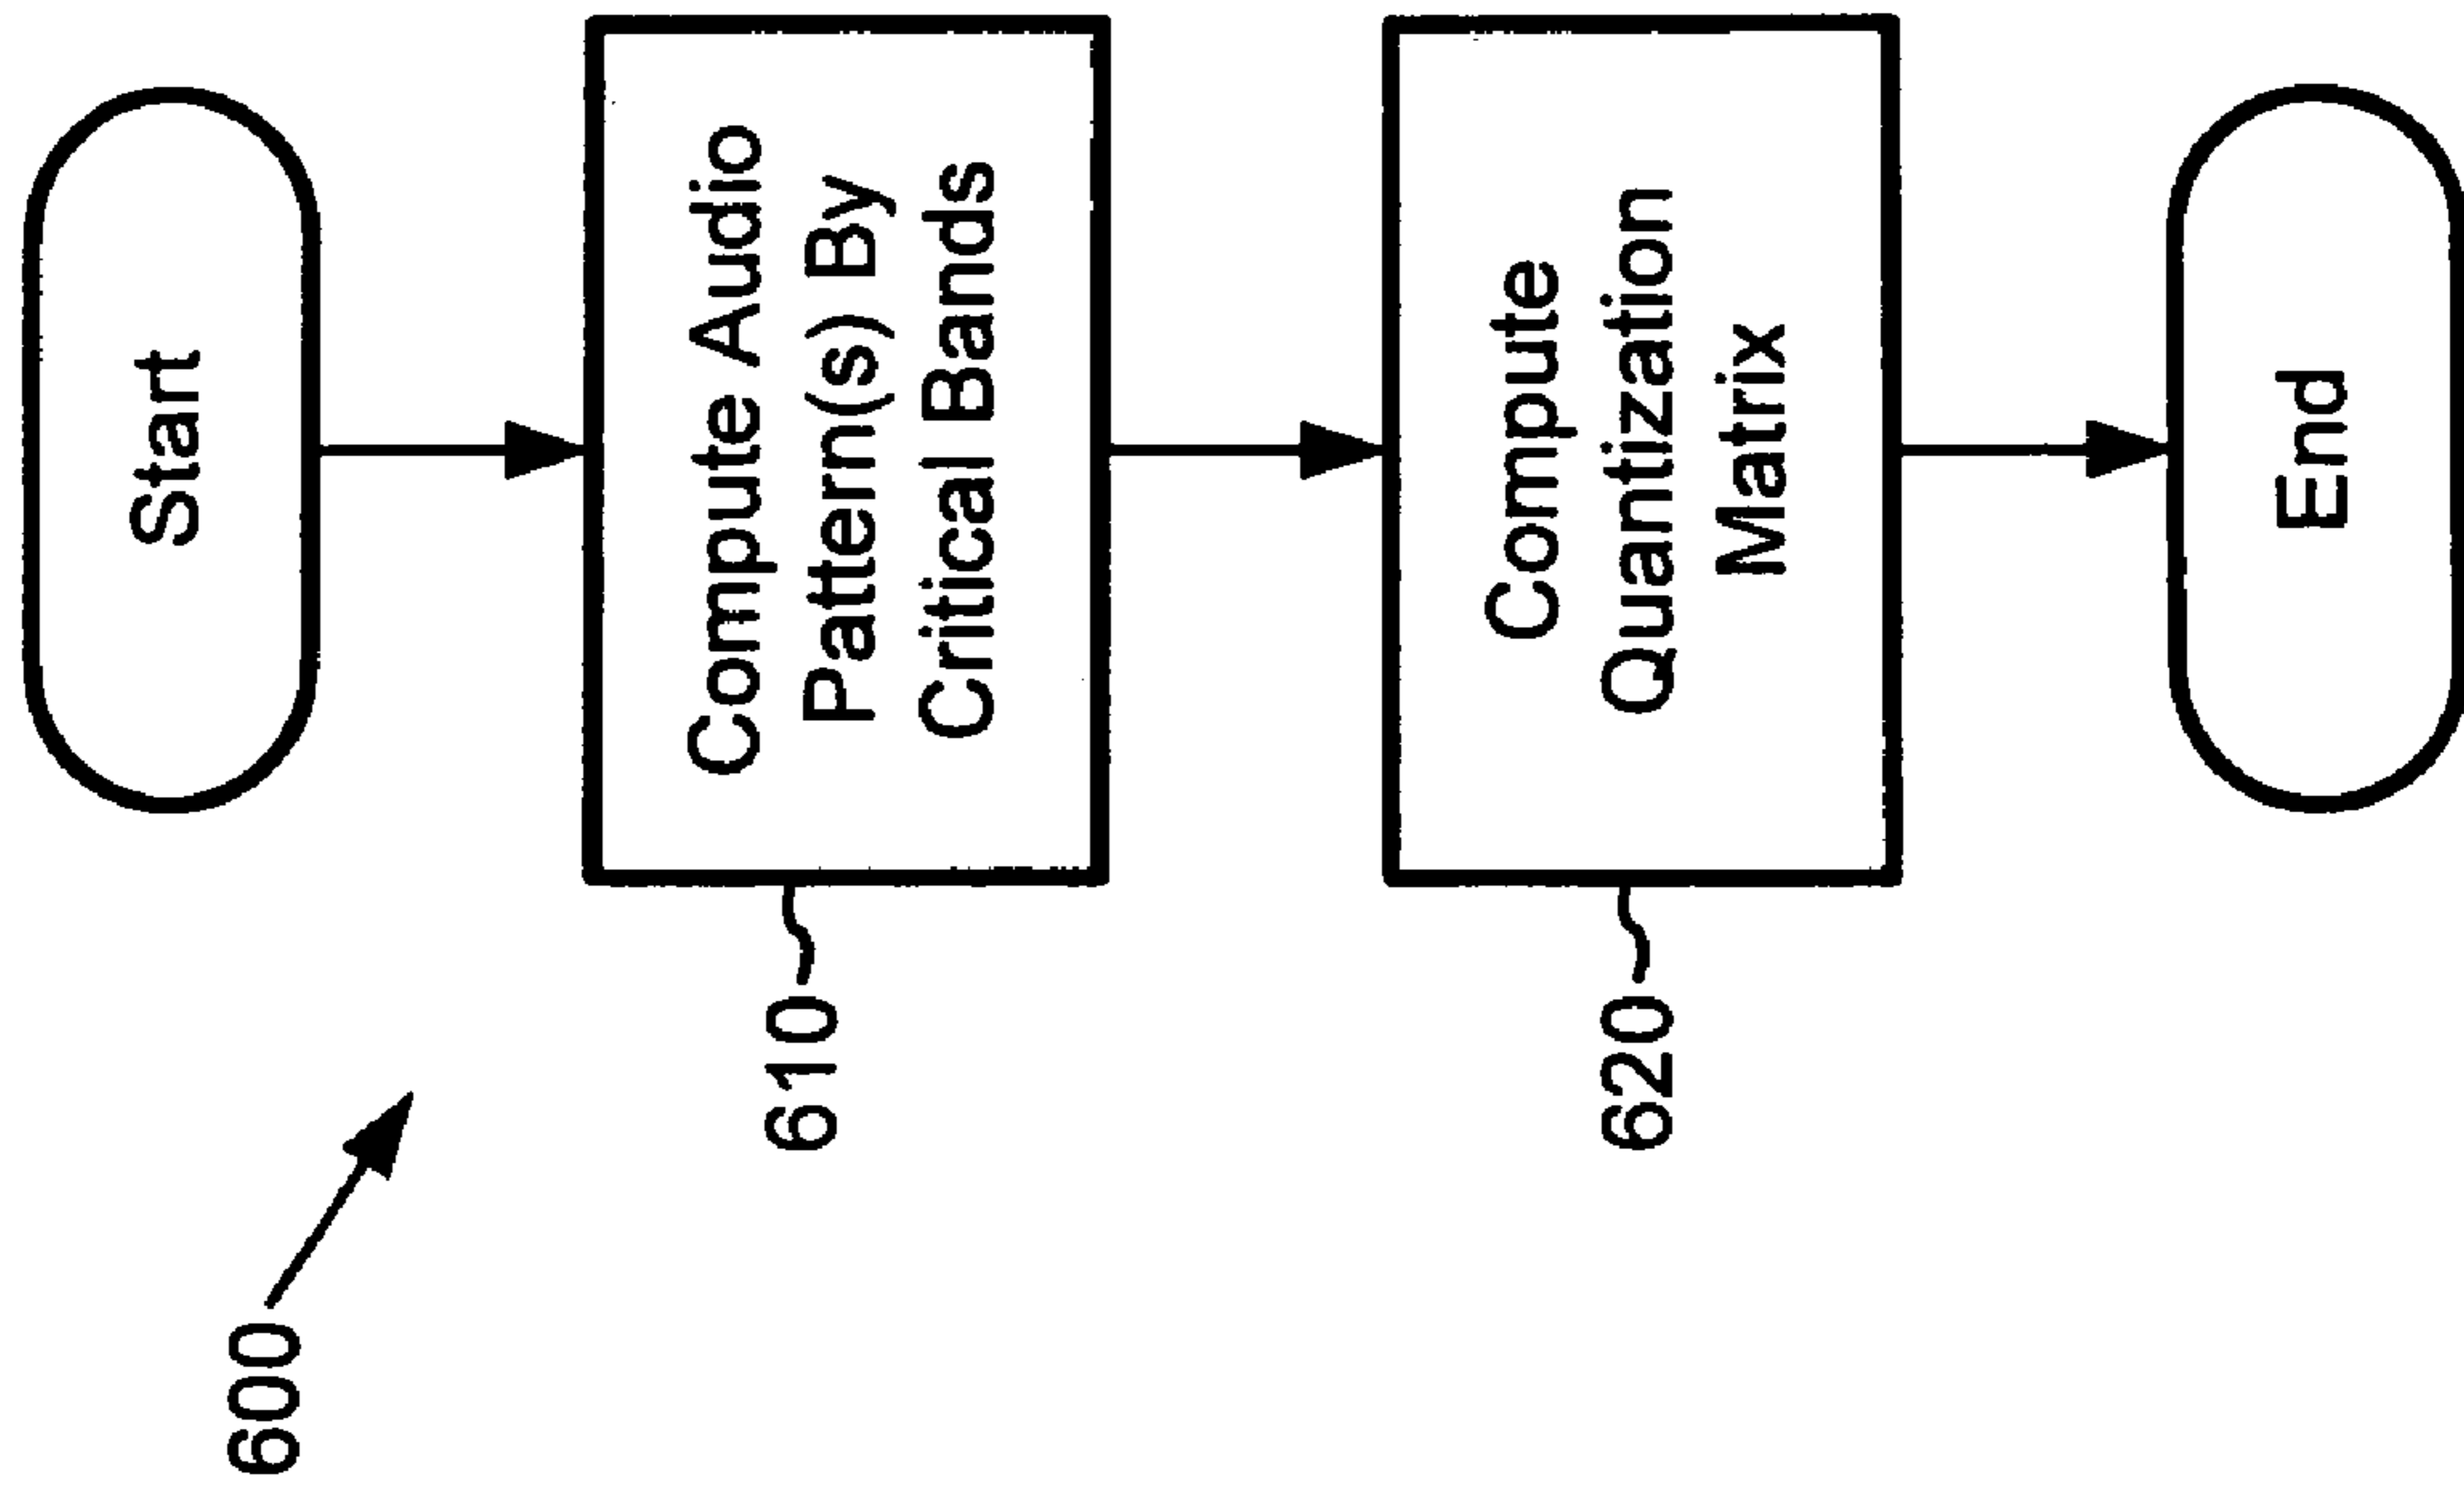 600
Start
610
Compute Audio
Pattern(s) By
Critical Bands
620
Compute
Quantization
Matrix
End